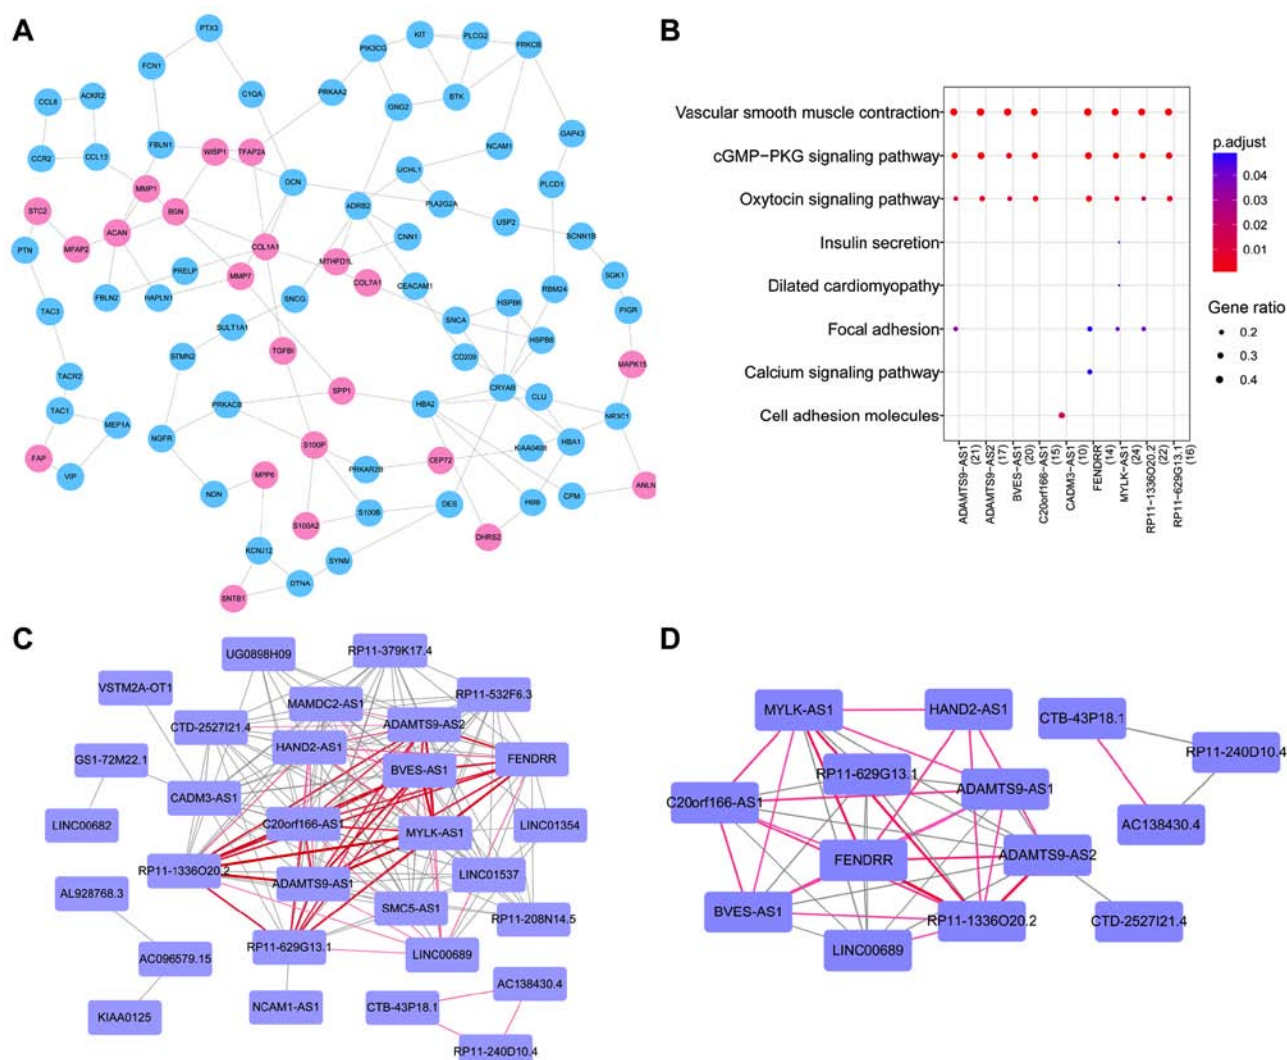 A
PTX3
FCN1
C1QA
CCL8
ACKR2
CCR2
CCL13
FBLN1
WISP1
TFAP2A
DCN
MMP1
BGN
STC2
ACAN
MFAP2
PTN
COL1A1
MMP7
PRELP
FBLN2
HAPLN1
PIK3CG
KIT
PLCG2
PRKCB
PRKAA2
GNG2
BTK
NCAM1
GAP43
UCHL1
PLCD1
PLA2G2A
ADRB2
USP2
CNN1
SCNN1B
MTHFD1L
COL7A1
CEACAM1
SGK1
RBM24
PIGR
SNCG
SNCA
HSPB6
HSPB8
CD209
MAPK15
TAC3
SULT1A1
STMN2
TGFBI
SPP1
CRYAB
CLU
TACR2
TAC1
MEP1A
PRKACB
HBA2
NR3C1
NGFR
S100P
KIAA0408
HBA1
FAP
VIP
MPP6
PRKAR2B
CEP72
NDN
S100B
DES
HBB
CPM
ANLN
S100A2
DHRS2
KCNJ12
SYNM
DTNA
SNTB1
B
Vascular smooth muscle contraction
cGMP−PKG signaling pathway
Oxytocin signaling pathway
Insulin secretion
Dilated cardiomyopathy
Focal adhesion
Calcium signaling pathway
Cell adhesion molecules
ADAMTS9−AS1
(21)
ADAMTS9−AS2
(17)
BVES−AS1
(20)
C20orf166−AS1
(15)
CADM3−AS1
(10)
FENDRR
(14)
MYLK−AS1
(24)
RP11−1336O20.2
(22)
RP11−629G13.1
(16)
p.adjust
0.04
0.03
0.02
0.01
Gene ratio
0.2
0.3
0.4
C
UG0898H09
RP11-379K17.4
VSTM2A-OT1
MAMDC2-AS1
RP11-532F6.3
CTD-2527I21.4
ADAMTS9-AS2
HAND2-AS1
GS1-72M22.1
BVES-AS1
FENDRR
CADM3-AS1
LINC00682
C20orf166-AS1
MYLK-AS1
LINC01354
RP11-1336O20.2
LINC01537
ADAMTS9-AS1
AL928768.3
SMC5-AS1
RP11-208N14.5
RP11-629G13.1
LINC00689
AC096579.15
AC138430.4
KIAA0125
NCAM1-AS1
CTB-43P18.1
RP11-240D10.4
D
MYLK-AS1
HAND2-AS1
CTB-43P18.1
RP11-240D10.4
RP11-629G13.1
C20orf166-AS1
ADAMTS9-AS1
AC138430.4
FENDRR
ADAMTS9-AS2
BVES-AS1
RP11-1336O20.2
CTD-2527I21.4
LINC00689